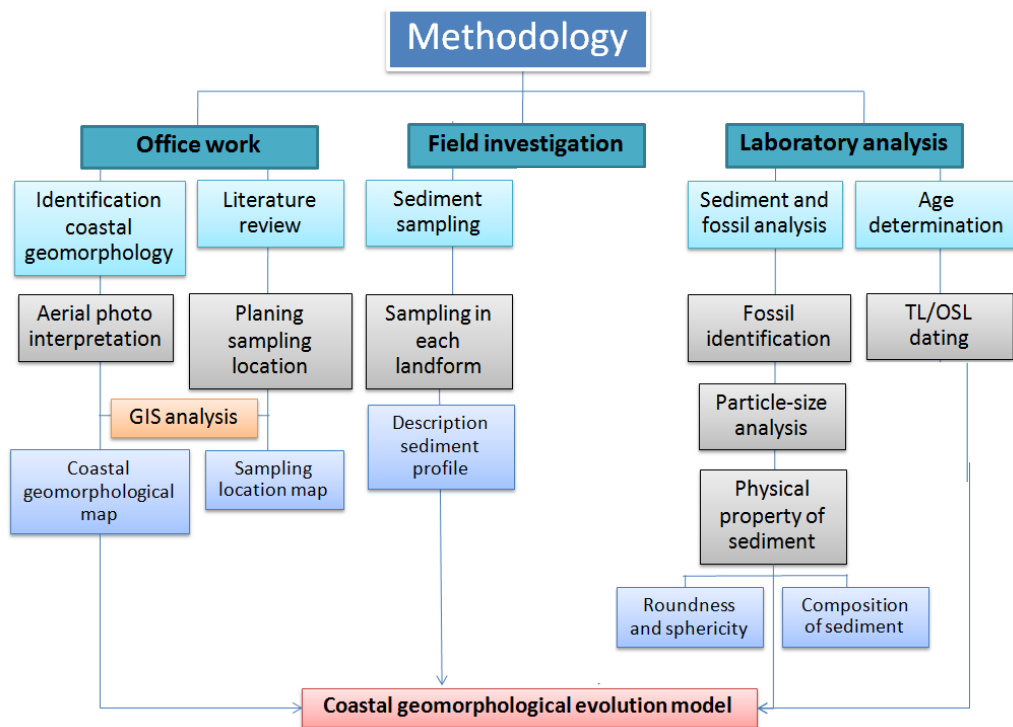 Methodology
Office work
Field investigation
Laboratory analysis
Identification
coastal
geomorphology
Literature
review
Sediment
sampling
Sediment and
fossil analysis
Age
determination
Aerial photo
interpretation
Planing
sampling
location
Sampling in
each
landform
Fossil
identification
TL/OSL
dating
GIS analysis
Particle-size
analysis
Coastal
geomorphological
map
Sampling
location map
Description
sediment
profile
Physical
property of
sediment
Roundness
and sphericity
Composition
of sediment
Coastal geomorphological evolution model